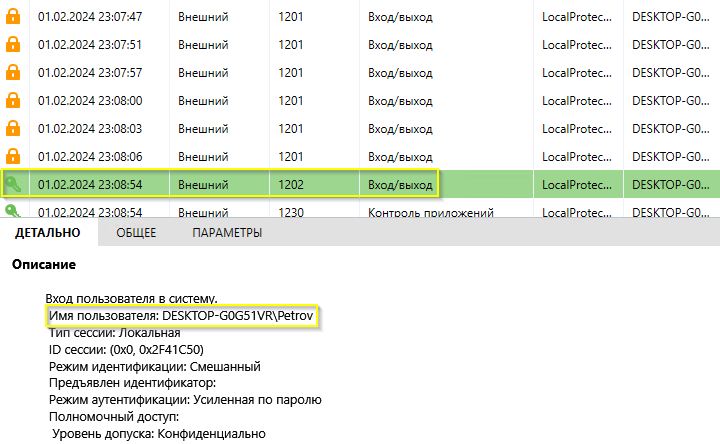 01.02.2024 23:07:47 Внешний 1201 Вход/выход LocalProtec... DESKTOP-G0...
01.02.2024 23:07:51 Внешний 1201 Вход/выход LocalProtec... DESKTOP-G0...
01.02.2024 23:07:57 Внешний 1201 Вход/выход LocalProtec... DESKTOP-G0...
01.02.2024 23:08:00 Внешний 1201 Вход/выход LocalProtec... DESKTOP-G0...
01.02.2024 23:08:03 Внешний 1201 Вход/выход LocalProtec... DESKTOP-G0...
01.02.2024 23:08:06 Внешний 1201 Вход/выход LocalProtec... DESKTOP-G0...
01.02.2024 23:08:54 Внешний 1202 Вход/выход LocalProtec... DESKTOP-G0...
01.02.2024 23:08:54 Внешний 1230 Контроль приложений LocalProtec... DESKTOP-G0...
ДЕТАЛЬНО ОБЩЕЕ ПАРАМЕТРЫ
Описание
Вход пользователя в систему.
Имя пользователя: DESKTOP-G0G51VR\Petrov
Тип сессии: Локальная
ID сессии: (0x0, 0x2F41C50)
Режим идентификации: Смешанный
Предъявлен идентификатор:
Режим аутентификации: Усиленная по паролю
Полномочный доступ:
Уровень допуска: Конфиденциально